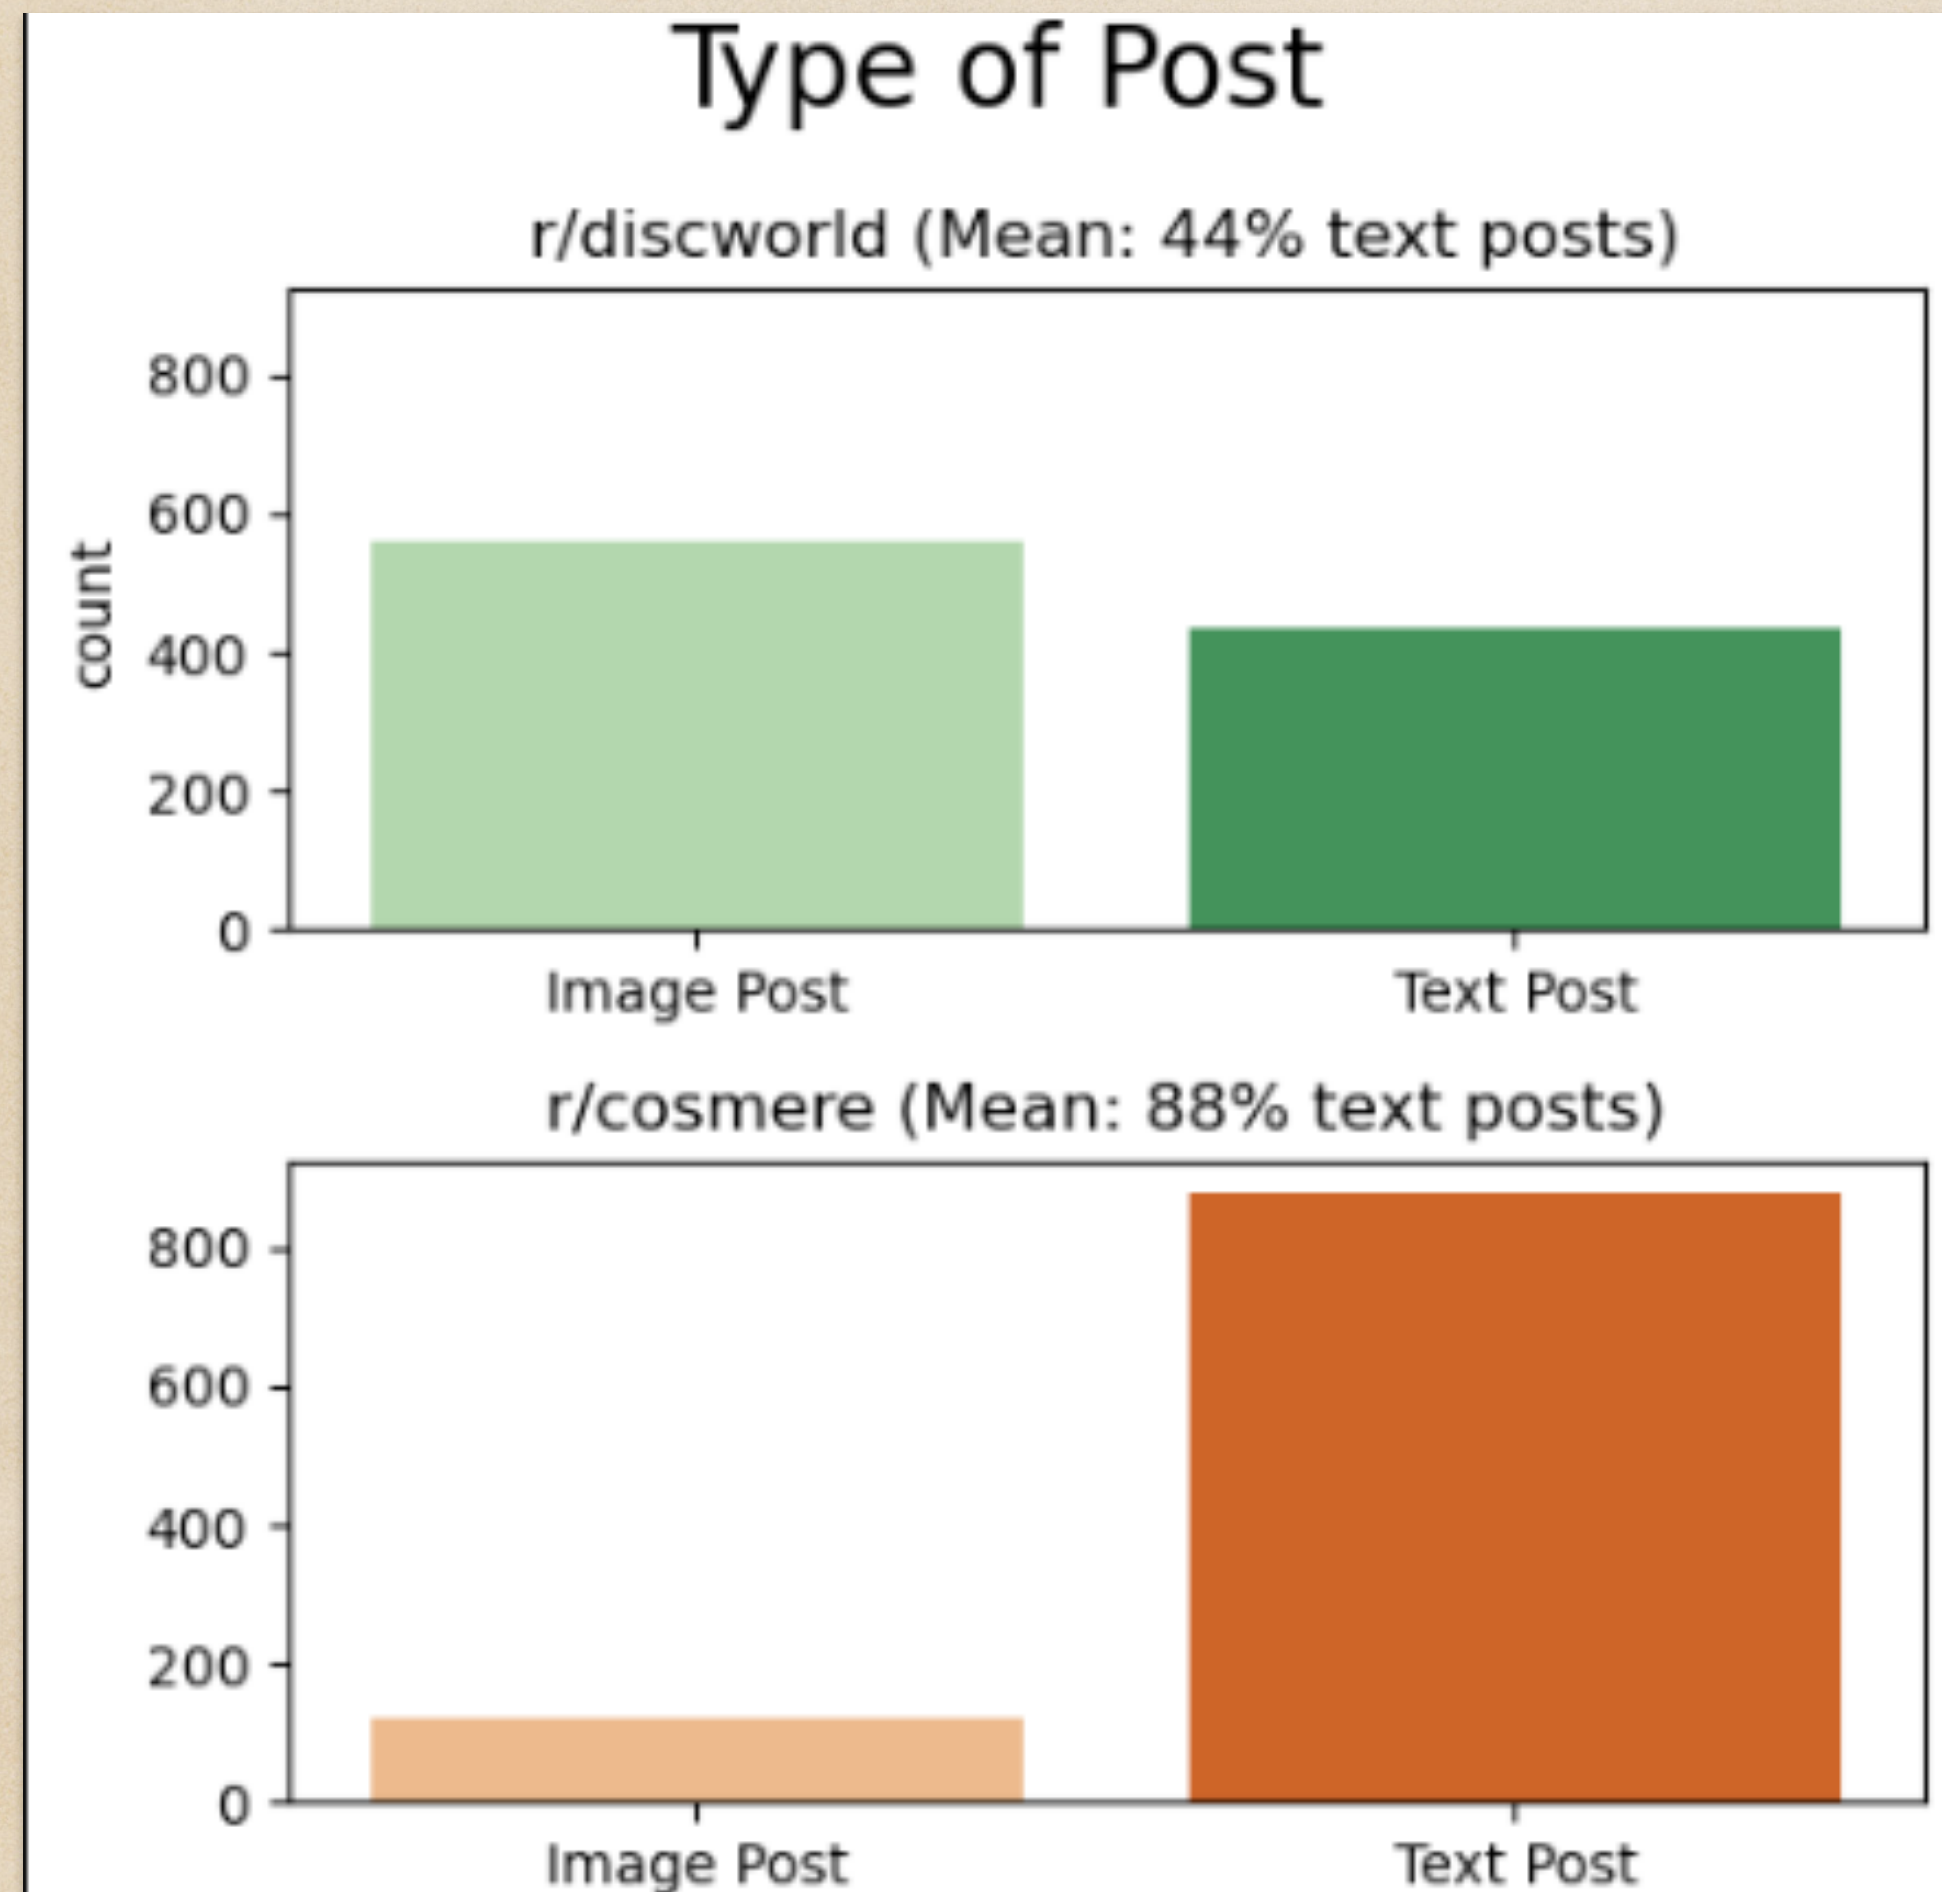 Type of Post
r/discworld (Mean: 44% text posts)
800
600
400
200
0
count
Image Post Text Post
r/cosmere (Mean: 88% text posts)
800
600
400
200
0
Image Post Text Post